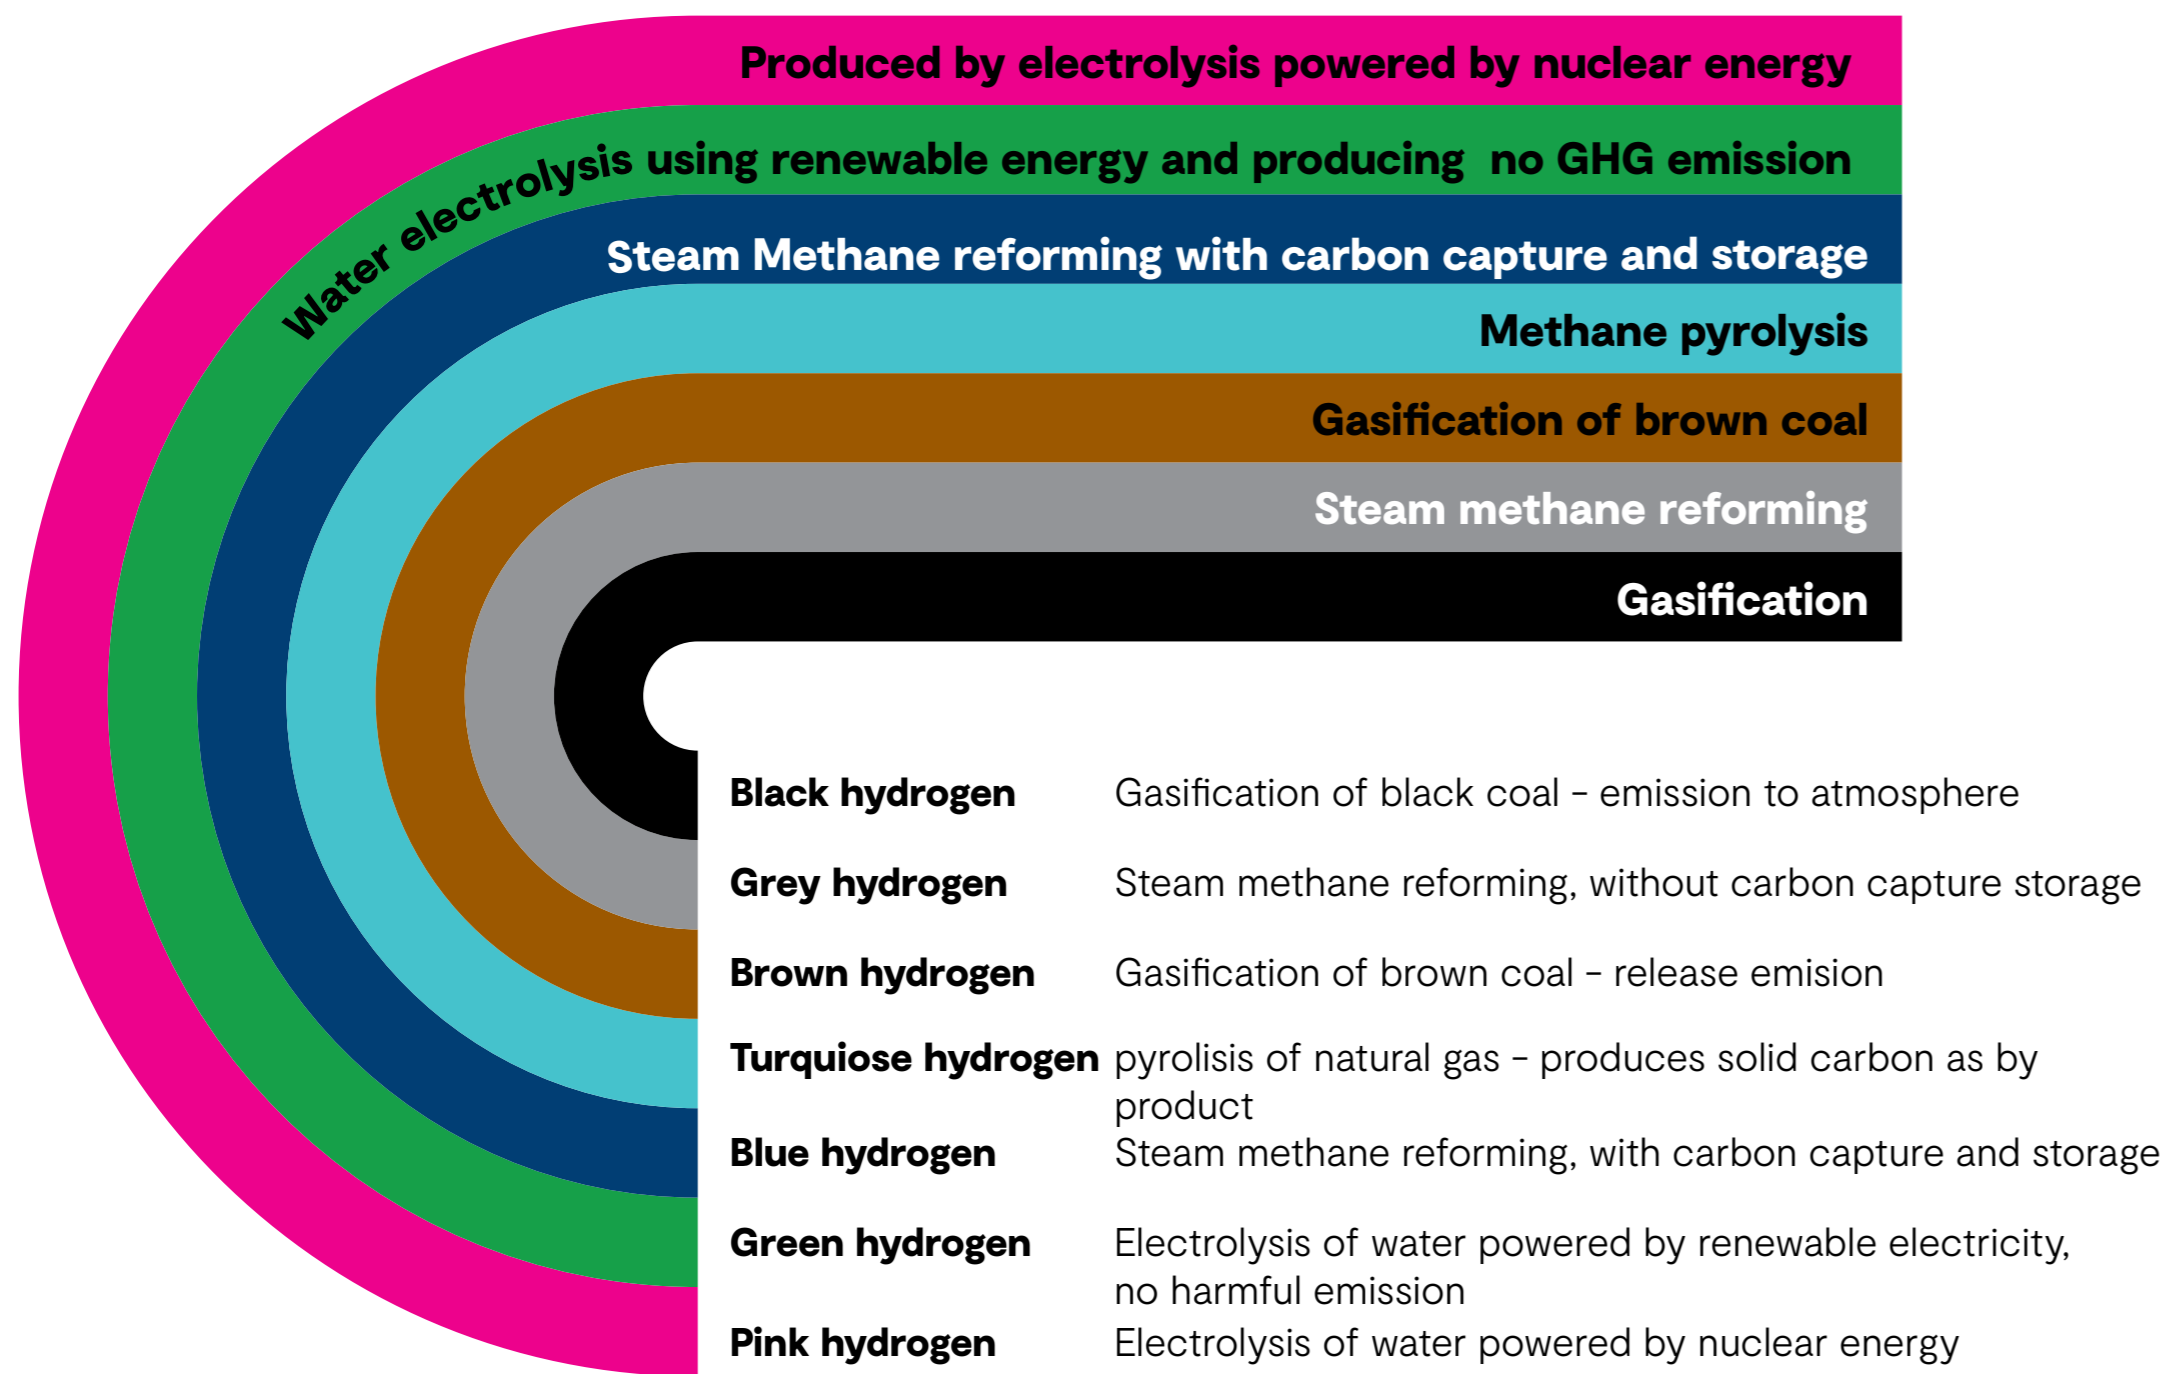 Produced by electrolysis powered by nuclear energy
Water electrolysis using renewable energy and producing  no GHG emission
Steam Methane reforming with carbon capture and storage
Methane pyrolysis
Gasification of brown coal
Steam methane reforming
Gasification
Black hydrogen Gasification of black coal – emission to atmosphere
Grey hydrogen Steam methane reforming, without carbon capture storage
Brown hydrogen Gasification of brown coal – release emision
Turquiose hydrogen pyrolisis of natural gas – produces solid carbon as by
product
Blue hydrogen Steam methane reforming, with carbon capture and storage
Green hydrogen Electrolysis of water powered by renewable electricity,
no harmful emission
Pink hydrogen Electrolysis of water powered by nuclear energy